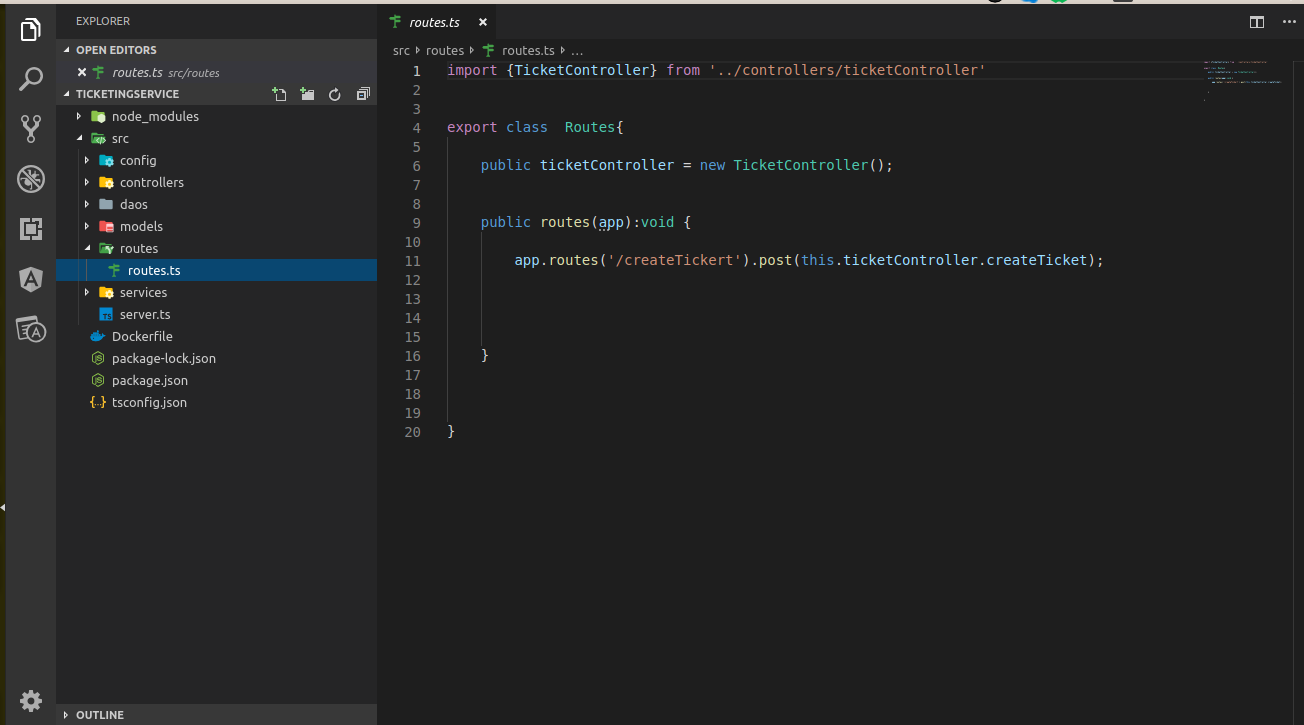 EXPLORER
OPEN EDITORS
routes.ts src/routes
TICKETINGSERVICE
node_modules
src
config
controllers
daos
models
routes
routes.ts
services
server.ts
Dockerfile
package-lock.json
package.json
tsconfig.json
OUTLINE
routes.ts
src routes routes.ts ...
1 import {TicketController} from '../controllers/ticketController'
2
3
4 export class  Routes{
5
6     public ticketController = new TicketController();
7
8
9     public routes(app):void {
10
11         app.routes('/createTickert').post(this.ticketController.createTicket);
12
13
14
15
16     }
17
18
19
20 }